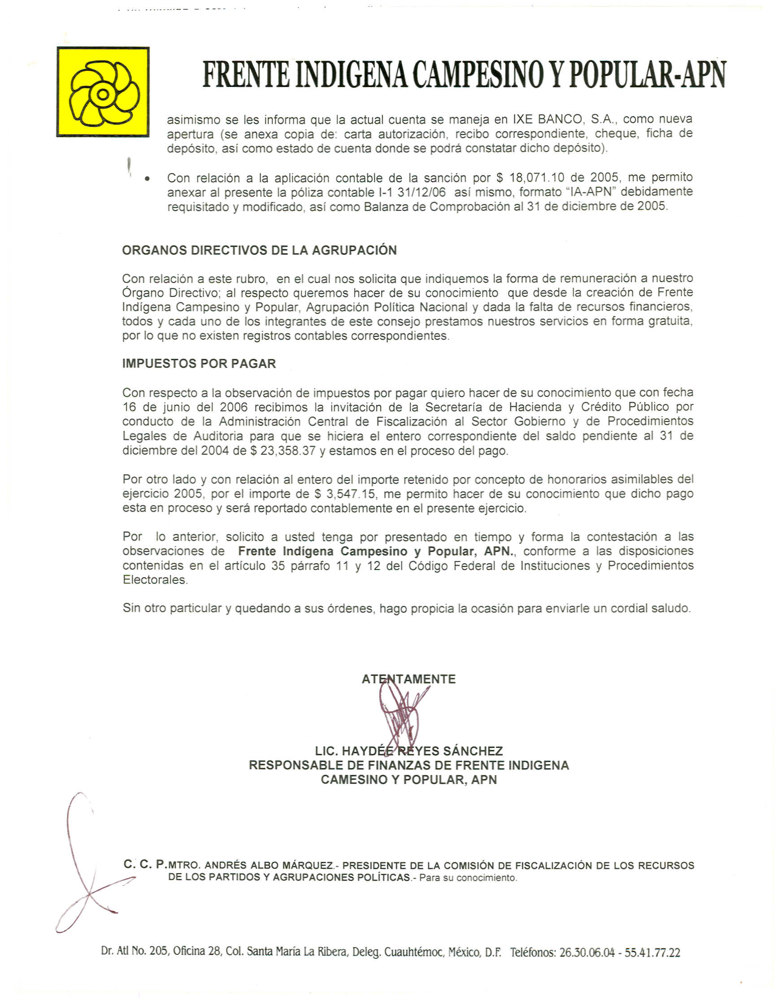 FRENTE INDIGENA CAMPESINO Y POPULAR-APN
asimismo se les informa que la actual cuenta se maneja en IXE BANCO, S.A., como nueva
apertura (se anexa copia de: carta autorización, recibo correspondiente, cheque, ficha de
depósito, así como estado de cuenta donde se podrá constatar dicho depósito).
• Con relación a la aplicación contable de la sanción por $ 18,071.10 de 2005, me permito
anexar al presente la póliza contable I-1 31/12/06 así mismo, formato “IA-APN” debidamente
requisitado y modificado, así como Balanza de Comprobación al 31 de diciembre de 2005.
ORGANOS DIRECTIVOS DE LA AGRUPACIÓN
Con relación a este rubro, en el cual nos solicita que indiquemos la forma de remuneración a nuestro
Órgano Directivo; al respecto queremos hacer de su conocimiento que desde la creación de Frente
Indígena Campesino y Popular, Agrupación Política Nacional y dada la falta de recursos financieros,
todos y cada uno de los integrantes de este consejo prestamos nuestros servicios en forma gratuita,
por lo que no existen registros contables correspondientes.
IMPUESTOS POR PAGAR
Con respecto a la observación de impuestos por pagar quiero hacer de su conocimiento que con fecha
16 de junio del 2006 recibimos la invitación de la Secretaría de Hacienda y Crédito Público por
conducto de la Administración Central de Fiscalización al Sector Gobierno y de Procedimientos
Legales de Auditoria para que se hiciera el entero correspondiente del saldo pendiente al 31 de
diciembre del 2004 de $ 23,358.37 y estamos en el proceso del pago.
Por otro lado y con relación al entero del importe retenido por concepto de honorarios asimilables del
ejercicio 2005, por el importe de $ 3,547.15, me permito hacer de su conocimiento que dicho pago
esta en proceso y será reportado contablemente en el presente ejercicio.
Por lo anterior, solicito a usted tenga por presentado en tiempo y forma la contestación a las
observaciones de Frente Indígena Campesino y Popular, APN., conforme a las disposiciones
contenidas en el artículo 35 párrafo 11 y 12 del Código Federal de Instituciones y Procedimientos
Electorales.
Sin otro particular y quedando a sus órdenes, hago propicia la ocasión para enviarle un cordial saludo.
ATENTAMENTE
LIC. HAYDÉE REYES SÁNCHEZ
RESPONSABLE DE FINANZAS DE FRENTE INDIGENA
CAMESINO Y POPULAR, APN
C. C. P.MTRO. ANDRÉS ALBO MÁRQUEZ.- PRESIDENTE DE LA COMISIÓN DE FISCALIZACIÓN DE LOS RECURSOS
DE LOS PARTIDOS Y AGRUPACIONES POLÍTICAS.- Para su conocimiento.
Dr. Atl No. 205, Oficina 28, Col. Santa María La Ribera, Deleg. Cuauhtémoc, México, D.F. Teléfonos: 26.30.06.04 - 55.41.77.22